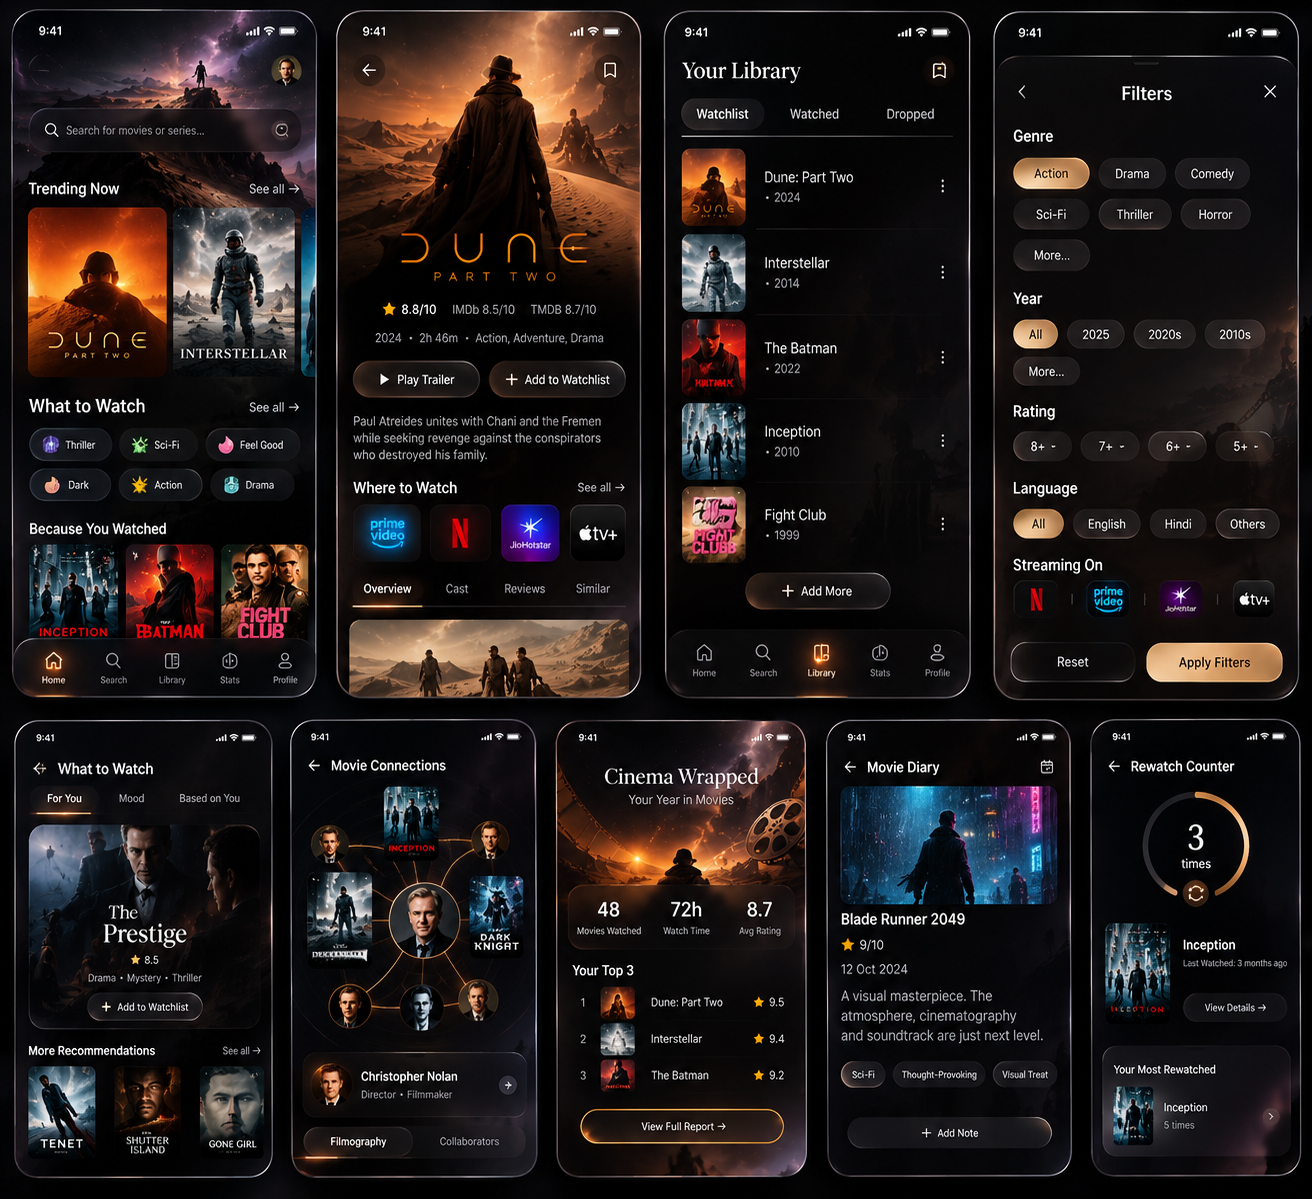 9:41
Search for movies or series...
Trending Now
See all →
DUNE
PART TWO
INTERSTELLAR
What to Watch
See all →
Thriller
Sci-Fi
Feel Good
Dark
Action
Drama
Because You Watched
INCEPTION
BATMAN
FIGHT
CLUB
Home
Search
Library
Stats
Profile
9:41
DUNE
PART TWO
8.8/10
IMDb 8.5/10
TMDB 8.7/10
2024 • 2h 46m • Action, Adventure, Drama
Play Trailer
+ Add to Watchlist
Paul Atreides unites with Chani and the Fremen
while seeking revenge against the conspirators
who destroyed his family.
Where to Watch
See all →
prime
video
N
JioHotstar
tv+
Overview
Cast
Reviews
Similar
9:41
Your Library
Watchlist
Watched
Dropped
DUNE
Dune: Part Two
• 2024
Interstellar
• 2014
The Batman
• 2022
Inception
• 2010
FIGHT
CLUBB
Fight Club
• 1999
+ Add More
Home
Search
Library
Stats
Profile
9:41
Filters
Genre
Action
Drama
Comedy
Sci-Fi
Thriller
Horror
More...
Year
All
2025
2020s
2010s
More...
Rating
8+ -
7+ -
6+ -
5+ -
Language
All
English
Hindi
Others
Streaming On
N
prime
video
JioHotstar
tv+
Reset
Apply Filters
9:41
What to Watch
For You
Mood
Based on You
The
Prestige
8.5
Drama • Mystery • Thriller
+ Add to Watchlist
More Recommendations
See all →
TENET
SHUTTER
ISLAND
GONE GIRL
9:41
Movie Connections
INCEPTION
DARK
KNIGHT
Christopher Nolan
Director • Filmmaker
Filmography
Collaborators
9:41
Cinema Wrapped
Your Year in Movies
48
Movies Watched
72h
Watch Time
8.7
Avg Rating
Your Top 3
1
Dune: Part Two
9.5
2
Interstellar
9.4
3
The Batman
9.2
View Full Report →
9:41
Movie Diary
Blade Runner 2049
9/10
12 Oct 2024
A visual masterpiece. The
atmosphere, cinematography
and soundtrack are just next level.
Sci-Fi
Thought-Provoking
Visual Treat
+ Add Note
9:41
Rewatch Counter
3
times
Inception
Last Watched: 3 months ago
View Details →
Your Most Rewatched
Inception
5 times